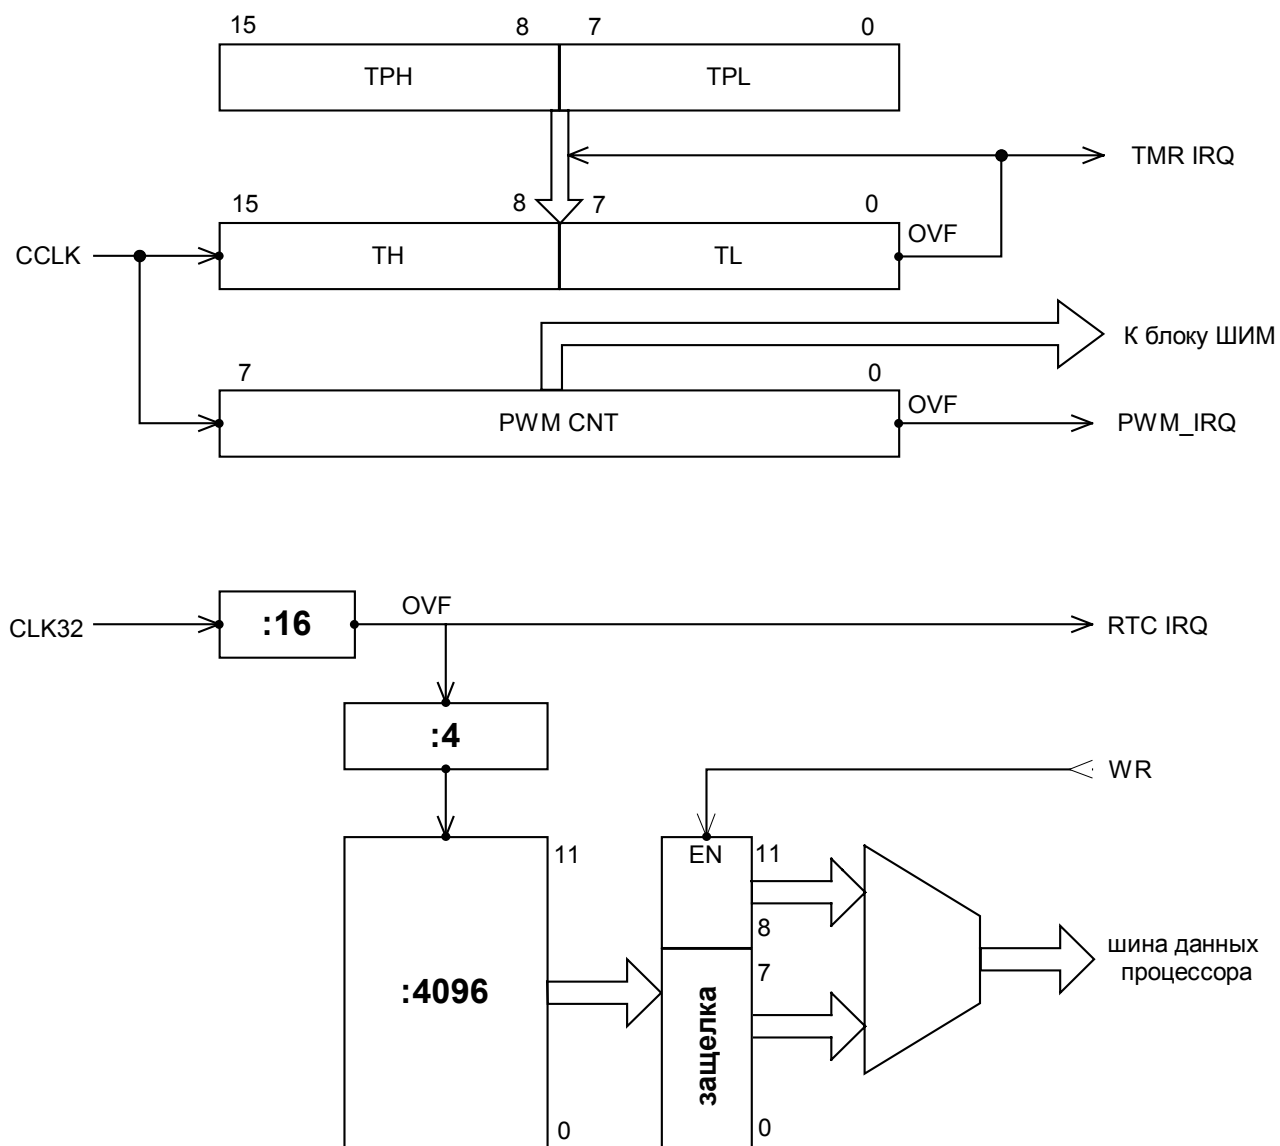 15 8 7 0
TPH TPL
TMR IRQ
15 8 7 0
CCLK TH TL OVF
К блоку ШИМ
7 0
PWM CNT OVF PWM_IRQ
CLK32 :16 OVF RTC IRQ
:4
WR
EN 11
11
8
7
шина данных
процессора
:4096
защелка
0
0